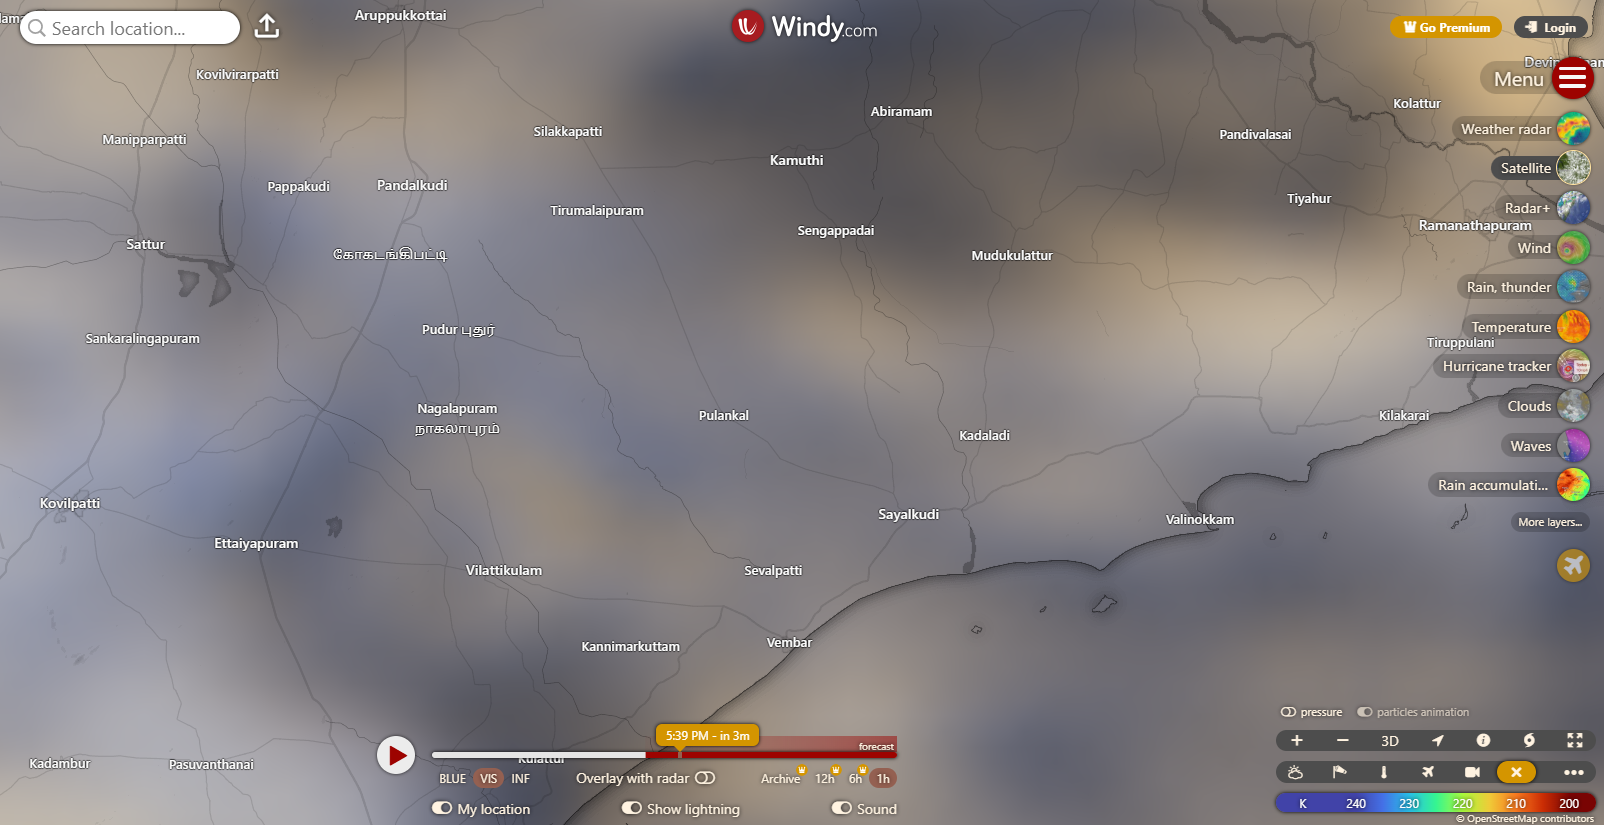 Search location...
Windy.com
Go Premium
Login
Menu
Aruppukkottai
Kovilvirarpatti
Manipparpatti
Silakkapatti
Abiramam
Kamuthi
Pandivalasai
Kolattur
Pappakudi
Pandalkudi
Tirumalaipuram
Sengappadai
Tiyahur
Ramanathapuram
Sattur
கோகடங்கிபட்டி
Mudukulattur
Pudur புதுர்
Sankaralingapuram
Tiruppulani
Nagalapuram
நாகலாபுரம்
Pulankal
Kadaladi
Kilakarai
Kovilpatti
Sayalkudi
Valinokkam
Ettaiyapuram
Vilattikulam
Sevalpatti
Kannimarkuttam
Vembar
Kadambur
Pasuvanthanai
Kulattur
Weather radar
Satellite
Radar+
Wind
Rain, thunder
Temperature
Hurricane tracker
Clouds
Waves
Rain accumulati...
More layers...
5:39 PM - in 3m
forecast
BLUE VIS INF
Overlay with radar
Archive 12h 6h 1h
My location
Show lightning
Sound
pressure
particles animation
+ − 3D
K 240 230 220 210 200
© OpenStreetMap contributors